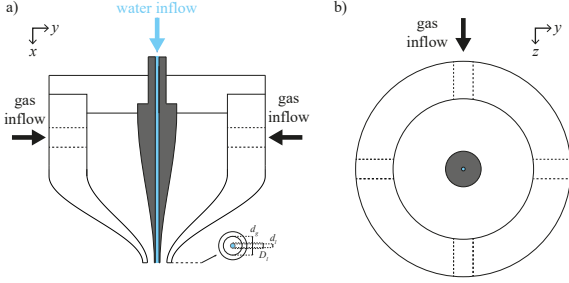 a)
y
x
water inflow
gas
inflow
gas
inflow
d_g
d_l
D_l
b)
y
z
gas
inflow